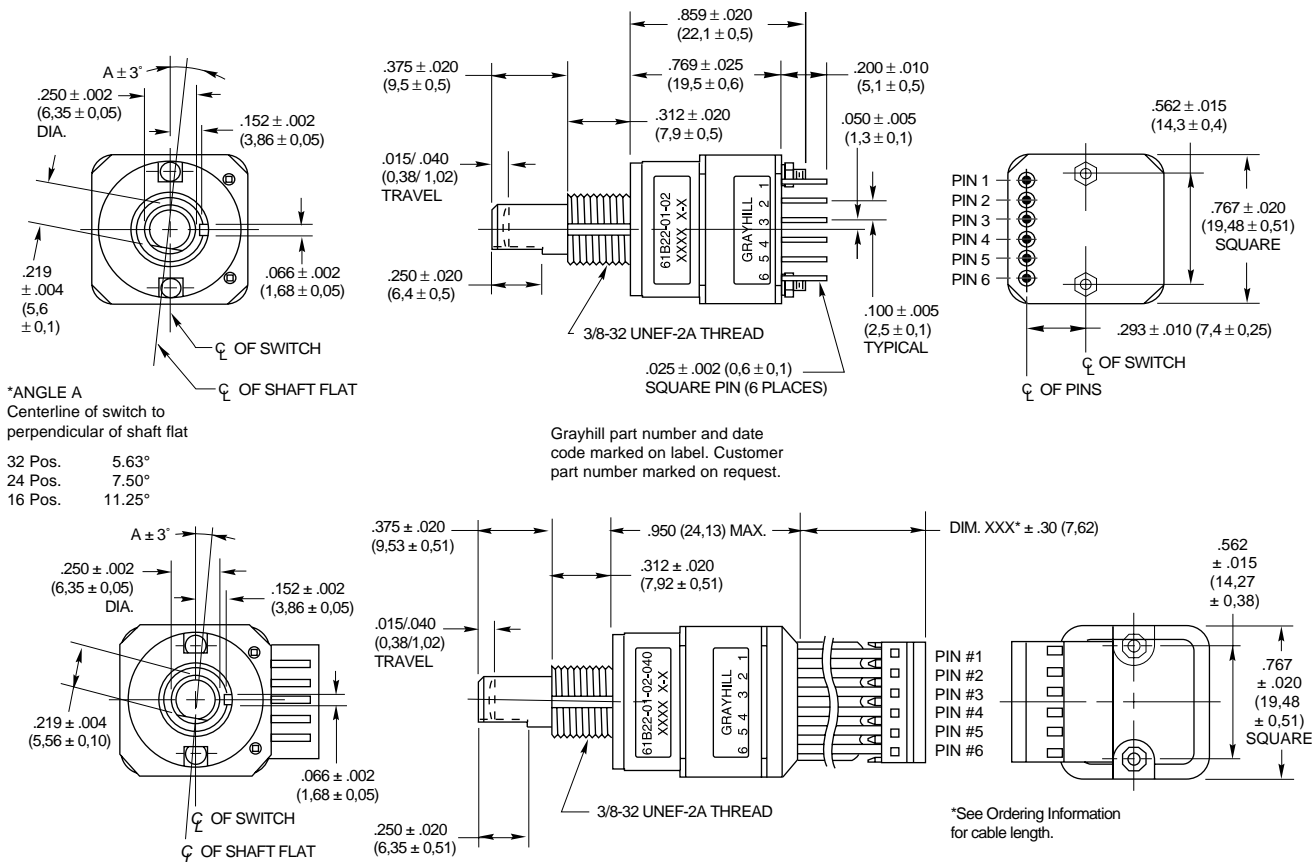 .859 ± .020
(22,1 ± 0,5)
A ± 3°
.375 ± .020
(9,5 ± 0,5)
.769 ± .025
(19,5 ± 0,6)
.200 ± .010
(5,1 ± 0,5)
.250 ± .002
(6,35 ± 0,05)
DIA.
.152 ± .002
(3,86 ± 0,05)
.312 ± .020
(7,9 ± 0,5)
.050 ± .005
(1,3 ± 0,1)
.562 ± .015
(14,3 ± 0,4)
.015/ .040
(0,38/ 1,02)
TRAVEL
61B22-01-02
XXXX X-X
GRAYHILL
6 5 4 3 2 1
PIN 1
PIN 2
PIN 3
PIN 4
PIN 5
PIN 6
.767 ± .020
(19,48 ± 0,51)
SQUARE
.219
± .004
(5,6
± 0,1)
.066 ± .002
(1,68 ± 0,05)
.250 ± .020
(6,4 ± 0,5)
.100 ± .005
(2,5 ± 0,1)
TYPICAL
3/8-32 UNEF-2A THREAD
.293 ± .010 (7,4 ± 0,25)
℄ OF SWITCH
℄ OF SHAFT FLAT
.025 ± .002 (0,6 ± 0,1)
SQUARE PIN (6 PLACES)
℄ OF SWITCH
℄ OF PINS
*ANGLE A
Centerline of switch to
perpendicular of shaft flat
32 Pos. 5.63°
24 Pos. 7.50°
16 Pos. 11.25°
Grayhill part number and date
code marked on label. Customer
part number marked on request.
A ± 3°
.375 ± .020
(9,53 ± 0,51)
.950 (24,13) MAX.
DIM. XXX* ± .30 (7,62)
.250 ± .002
(6,35 ± 0,05)
DIA.
.152 ± .002
(3,86 ± 0,05)
.312 ± .020
(7,92 ± 0,51)
.562
± .015
(14,27
± 0,38)
.015/.040
(0,38/1,02)
TRAVEL
61B22-01-02-040
XXXX X-X
GRAYHILL
6 5 4 3 2 1
PIN #1
PIN #2
PIN #3
PIN #4
PIN #5
PIN #6
.767
± .020
(19,48
± 0,51)
SQUARE
.219 ± .004
(5,56 ± 0,10)
.066 ± .002
(1,68 ± 0,05)
℄ OF SWITCH
℄ OF SHAFT FLAT
.250 ± .020
(6,35 ± 0,51)
3/8-32 UNEF-2A THREAD
*See Ordering Information
for cable length.